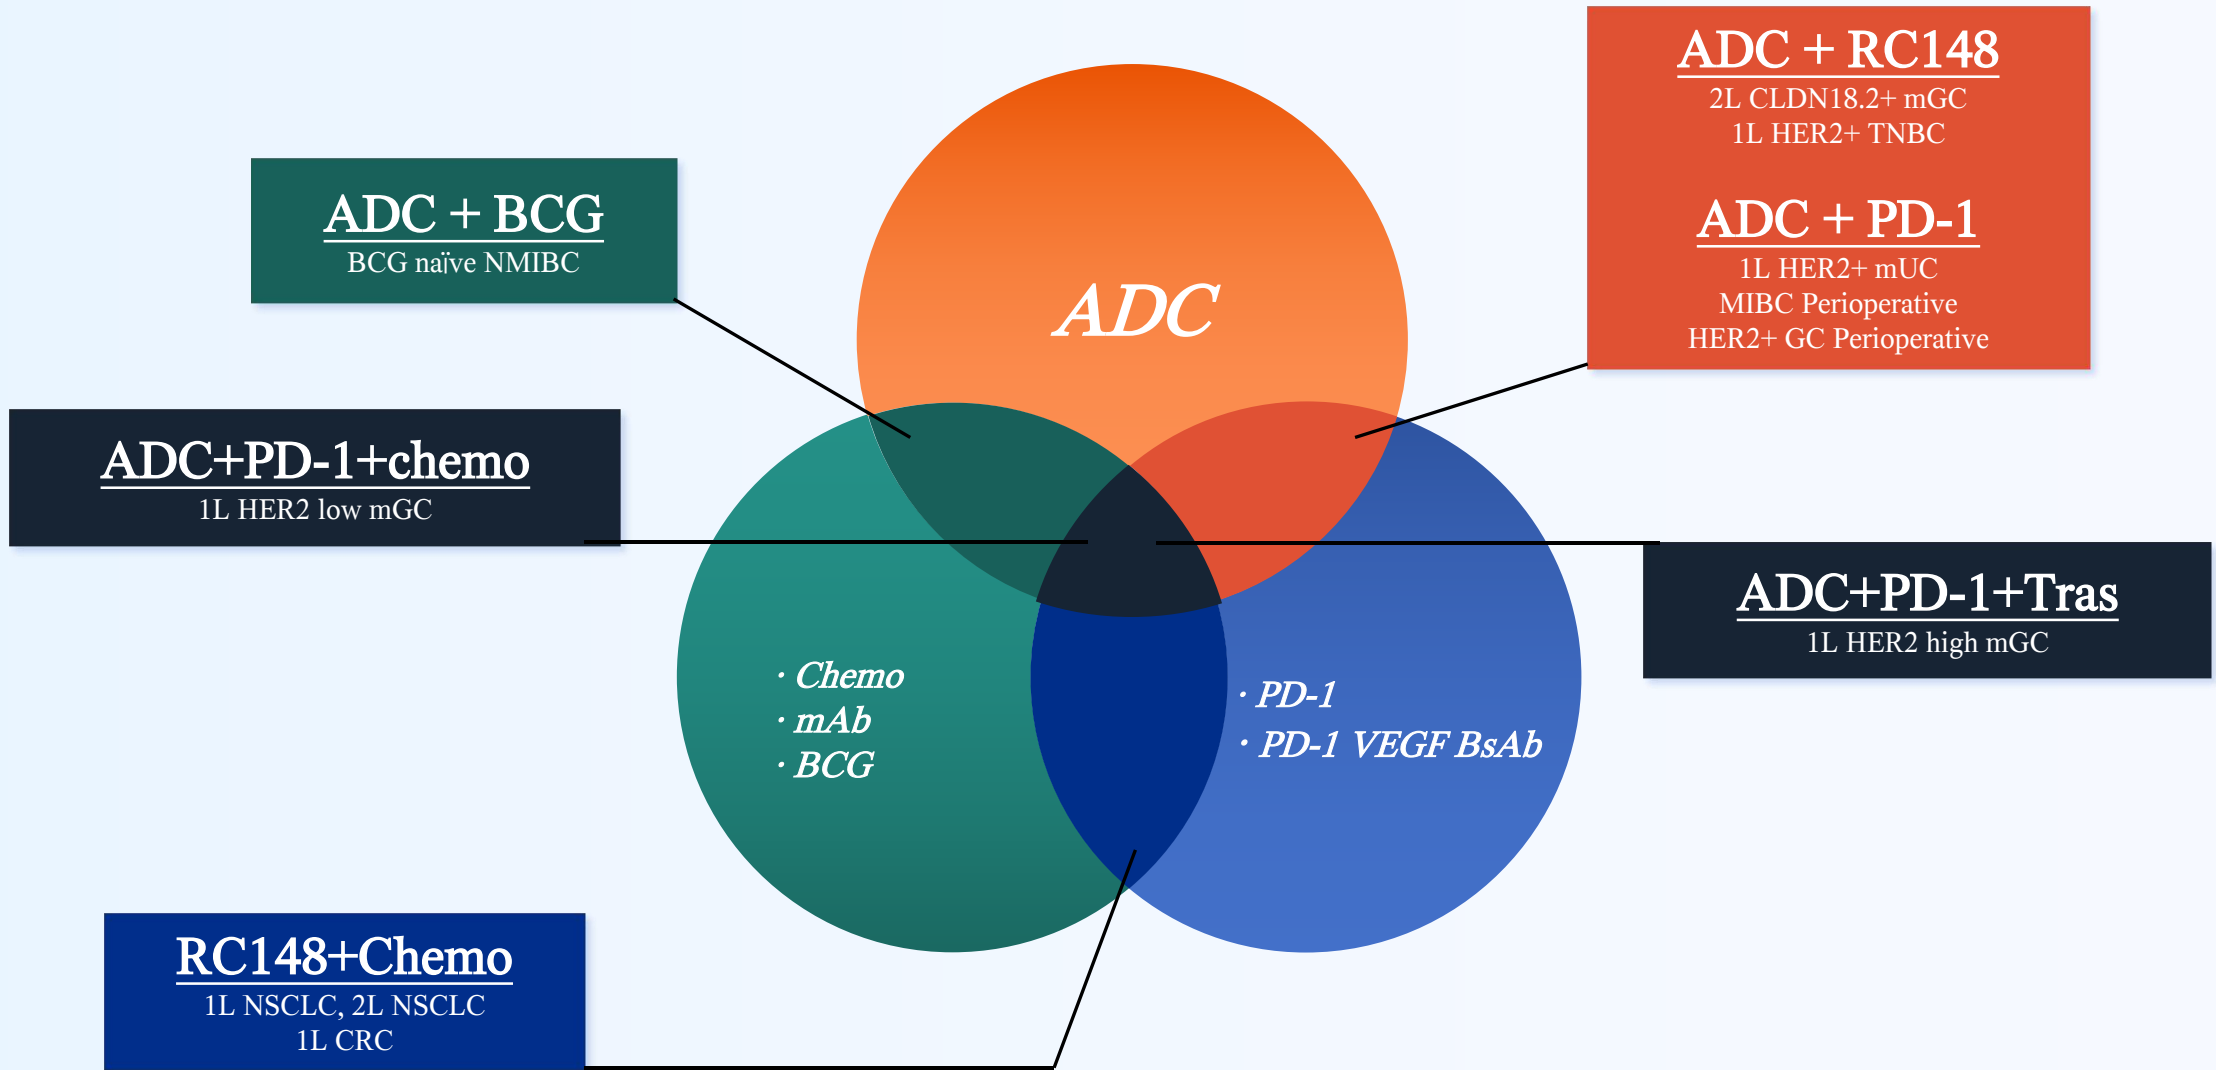 ADC + RC148
2L CLDN18.2+ mGC
1L HER2+ TNBC
ADC + PD-1
1L HER2+ mUC
MIBC Perioperative
HER2+ GC Perioperative
ADC + BCG
BCG naïve NMIBC
ADC
ADC+PD-1+chemo
1L HER2 low mGC
ADC+PD-1+Tras
1L HER2 high mGC
· Chemo
· mAb
· BCG
· PD-1
· PD-1 VEGF BsAb
RC148+Chemo
1L NSCLC, 2L NSCLC
1L CRC